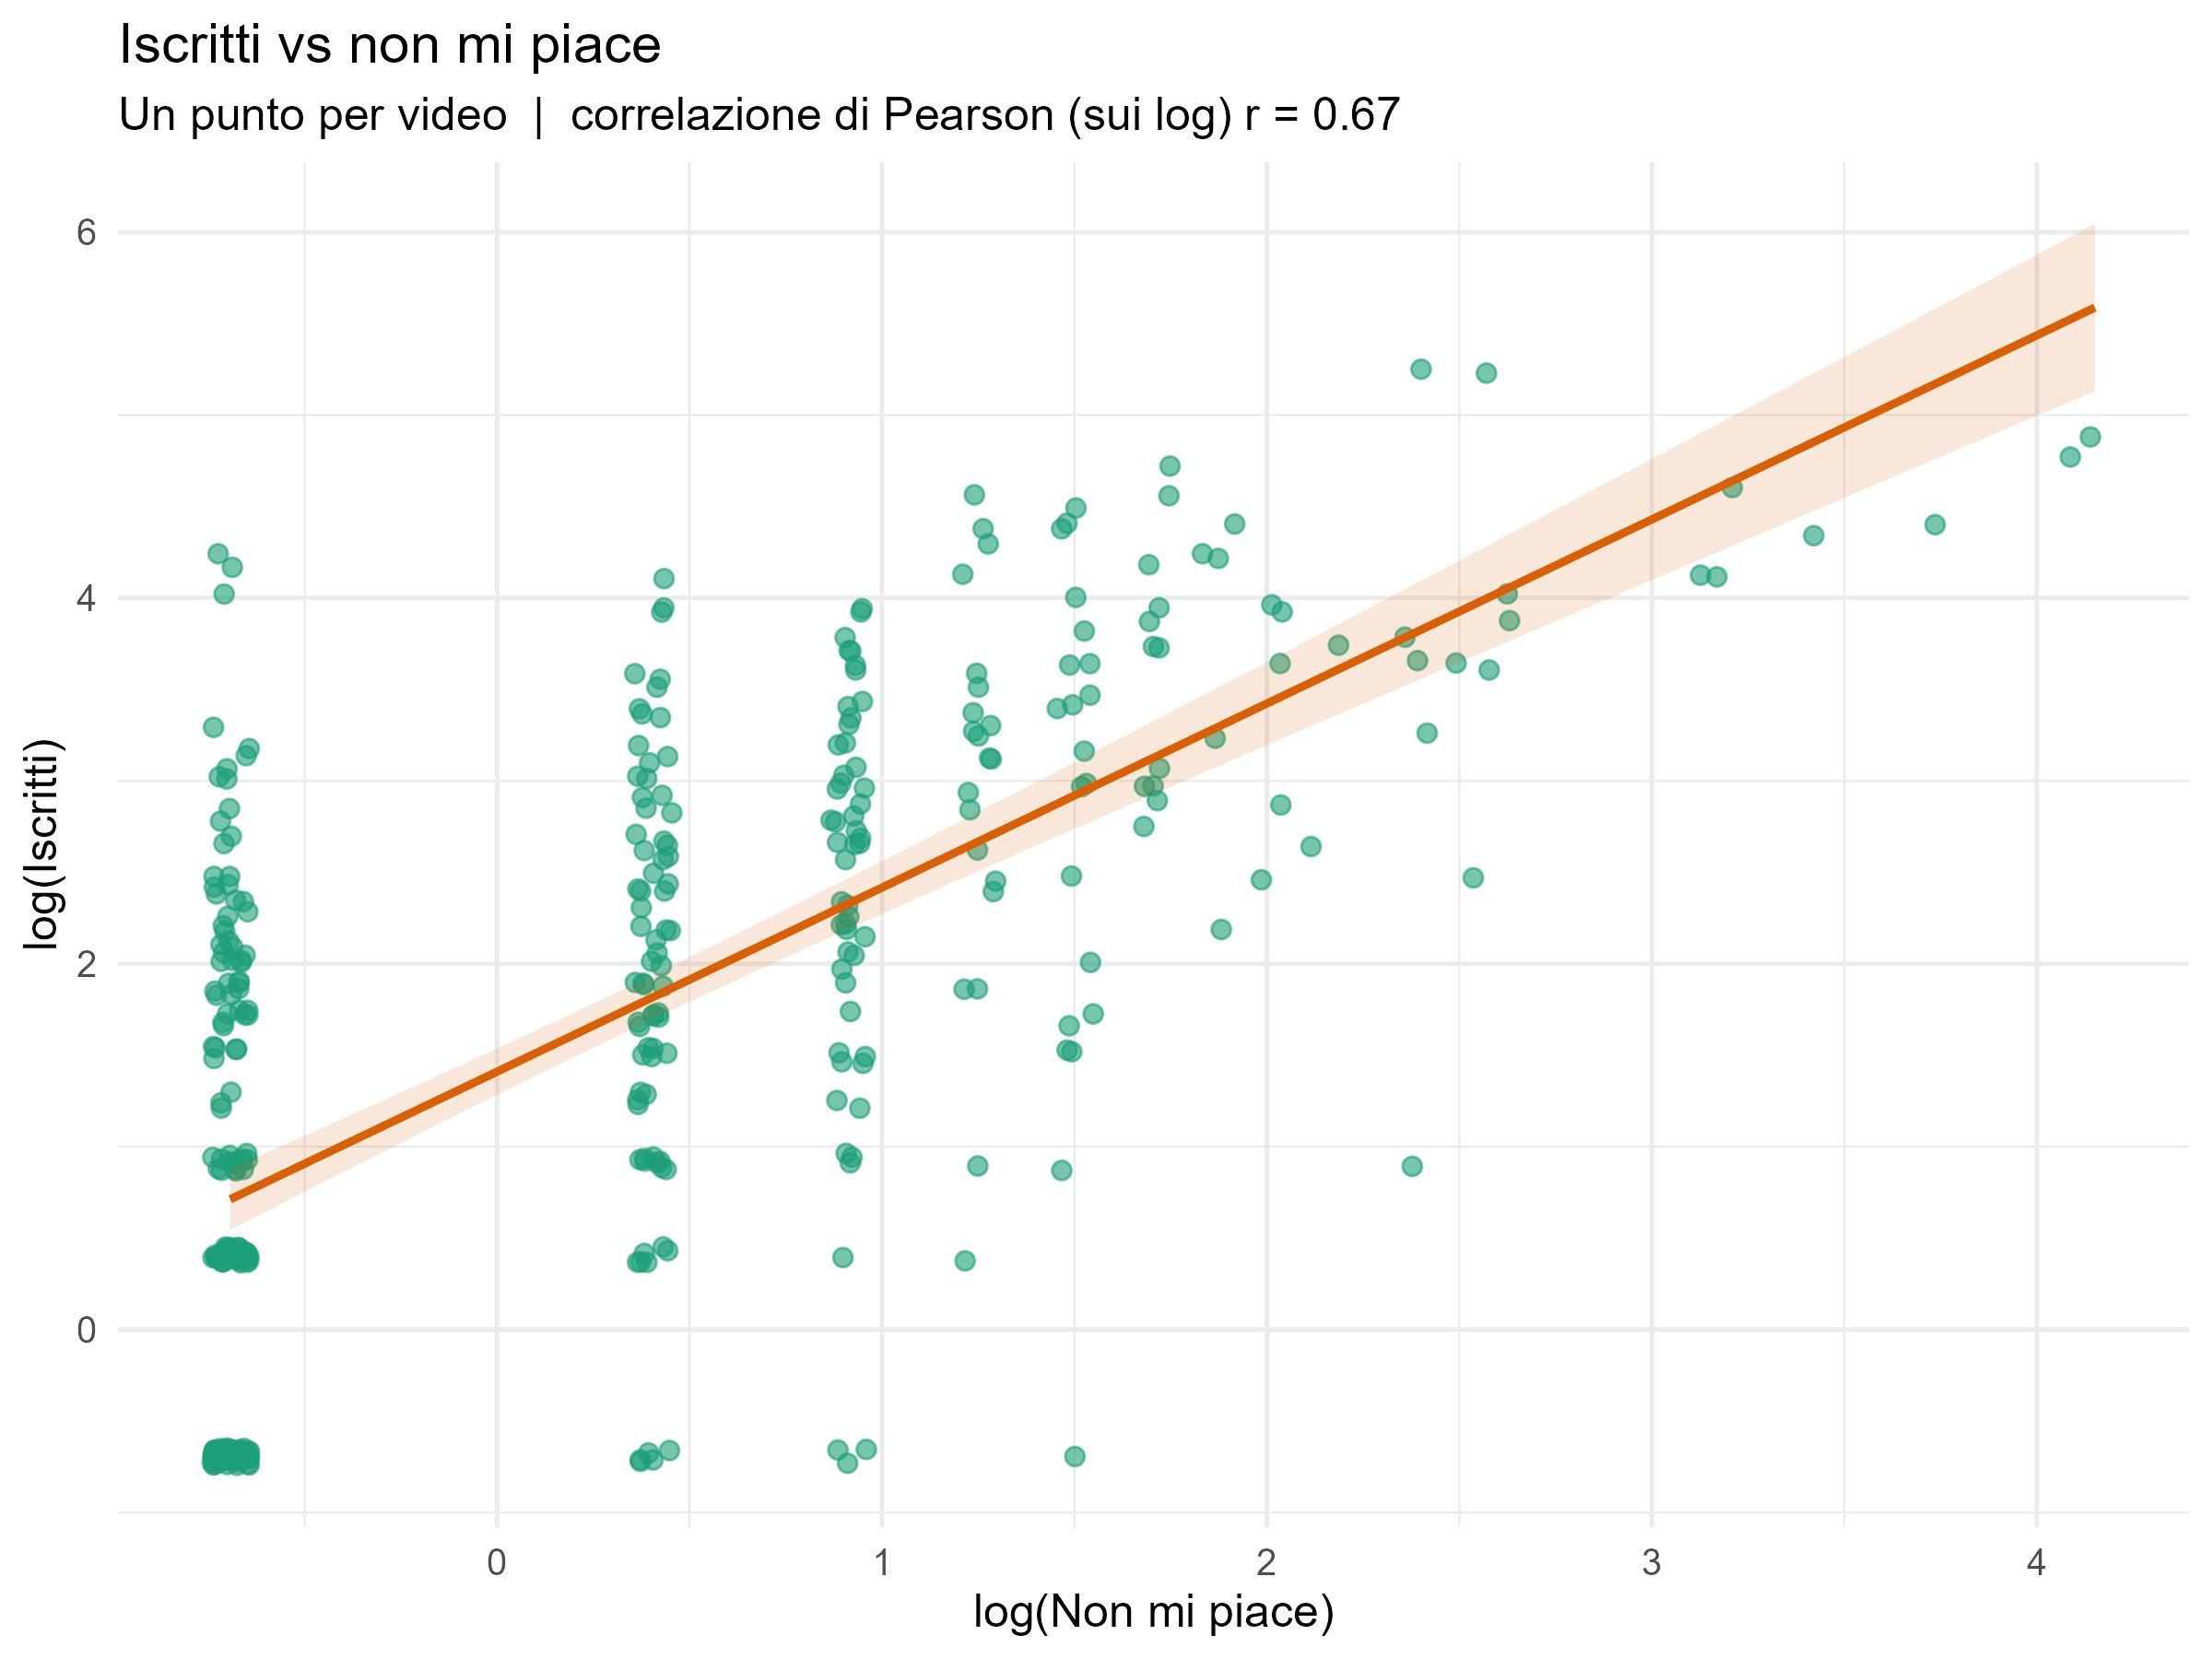 Iscritti vs non mi piace
Un punto per video | correlazione di Pearson (sui log) r = 0.67
6
4
2
0
log(Iscritti)
0 1 2 3 4
log(Non mi piace)